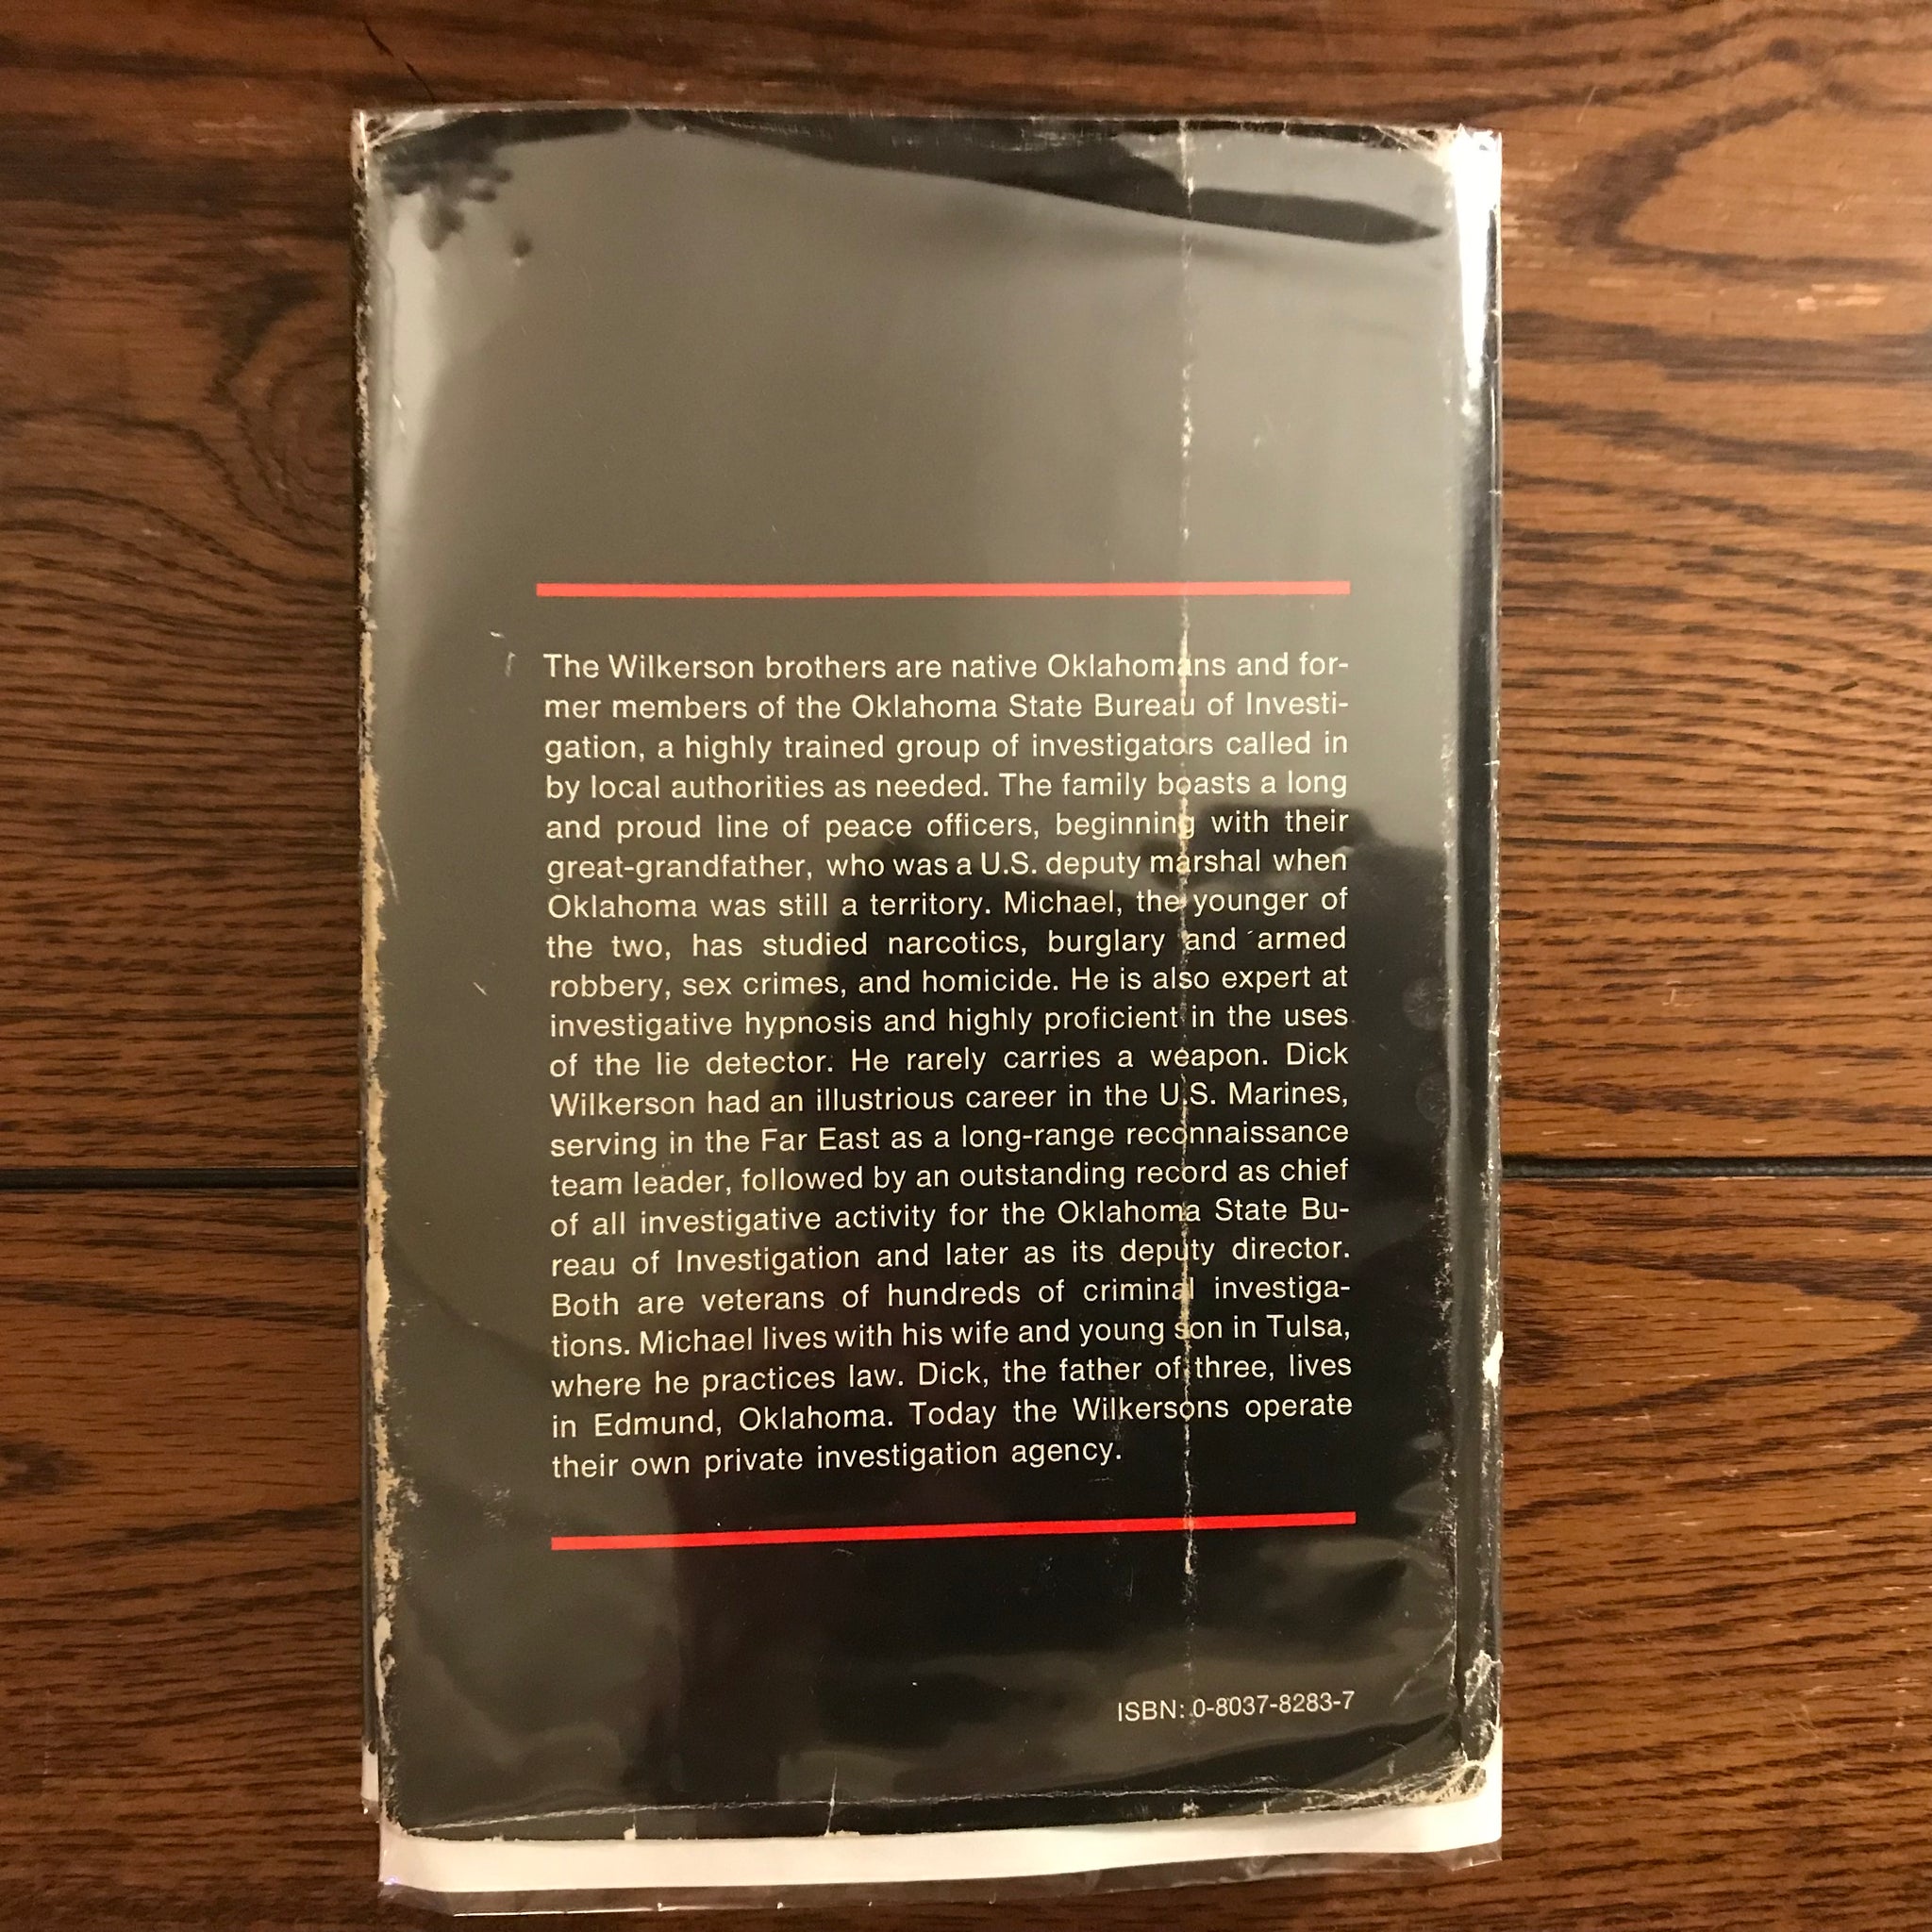 The Wilkerson brothers are native Oklahomans and for-
mer members of the Oklahoma State Bureau of Investi-
gation, a highly trained group of investigators called in
by local authorities as needed. The family boasts a long
and proud line of peace officers, beginning with their
great-grandfather, who was a U.S. deputy marshal when
Oklahoma was still a territory. Michael, the younger of
the two, has studied narcotics, burglary and armed
robbery, sex crimes, and homicide. He is also expert at
investigative hypnosis and highly proficient in the uses
of the lie detector. He rarely carries a weapon. Dick
Wilkerson had an illustrious career in the U.S. Marines,
serving in the Far East as a long-range reconnaissance
team leader, followed by an outstanding record as chief
of all investigative activity for the Oklahoma State Bu-
reau of Investigation and later as its deputy director.
Both are veterans of hundreds of criminal investiga-
tions. Michael lives with his wife and young son in Tulsa,
where he practices law. Dick, the father of three, lives
in Edmund, Oklahoma. Today the Wilkersons operate
their own private investigation agency.
ISBN: 0-8037-8283-7